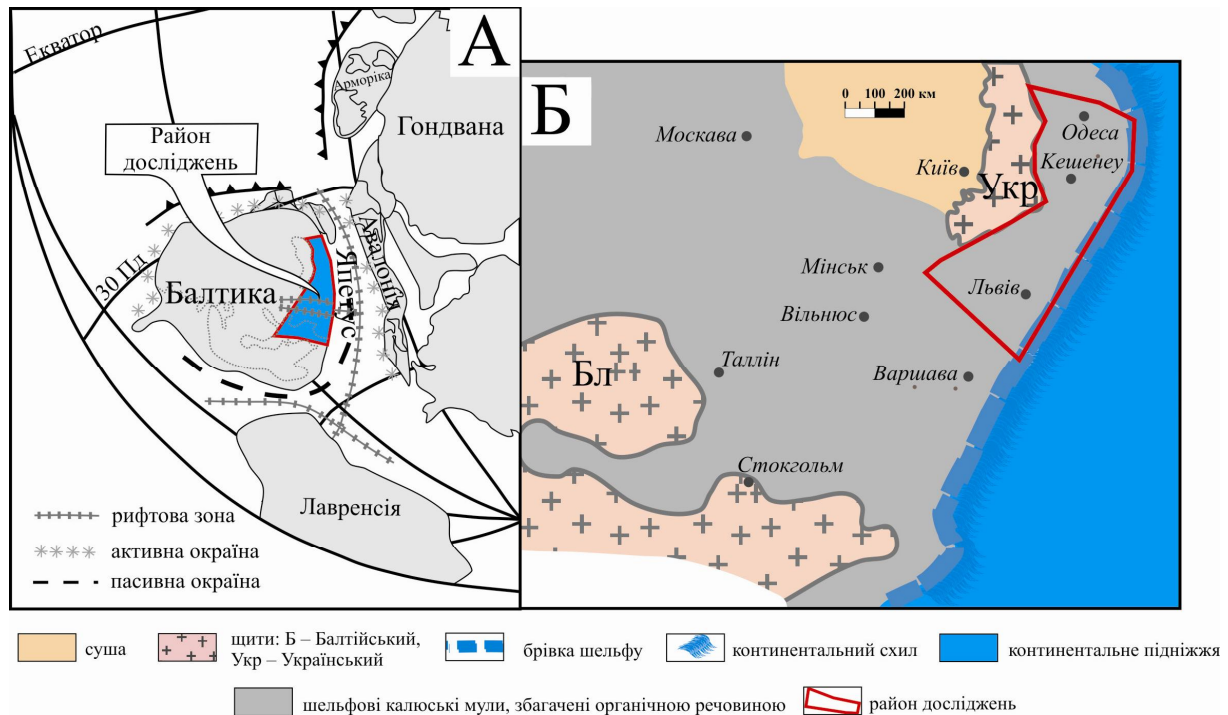 А
Екватор
Арморіка
Гондвана
Район
досліджень
Авалонія
Япетус
30 Пд
Балтика
Лавренсія
рифтова зона
активна окраїна
пасивна окраїна
Б
0 100 200 км
Москава
Одеса
Київ
Кешенеу
Укр
Мінськ
Львів
Вільнюс
Бл
Таллін
Варшава
Стокгольм
суша
щити: Б – Балтійський,
Укр – Український
брівка шельфу
континентальний схил
континентальне підніжжя
шельфові калюські мули, збагачені органічною речовиною
район досліджень